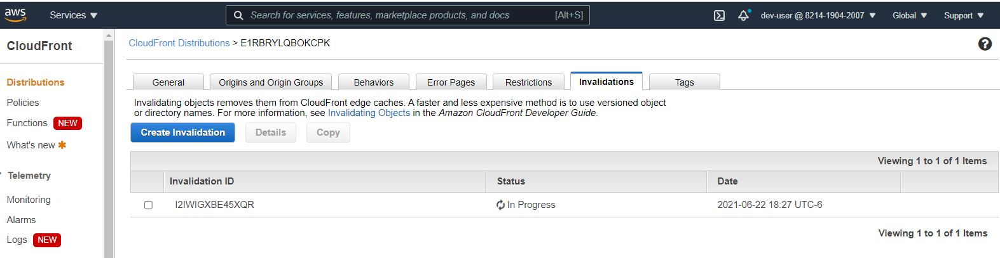 aws Services ▼ Search for services, features, marketplace products, and docs [Alt+S] dev-user @ 8214-1904-2007 ▼ Global ▼ Support ▼
CloudFront
Distributions
Policies
Functions NEW
What's new
Telemetry
Monitoring
Alarms
Logs NEW
CloudFront Distributions > E1RBRYLQBOKCPK
General Origins and Origin Groups Behaviors Error Pages Restrictions Invalidations Tags
Invalidating objects removes them from CloudFront edge caches. A faster and less expensive method is to use versioned object
or directory names. For more information, see Invalidating Objects in the Amazon CloudFront Developer Guide.
Create Invalidation Details Copy
Viewing 1 to 1 of 1 Items
Invalidation ID Status Date
I2IWIGXBE45XQR In Progress 2021-06-22 18:27 UTC-6
Viewing 1 to 1 of 1 Items